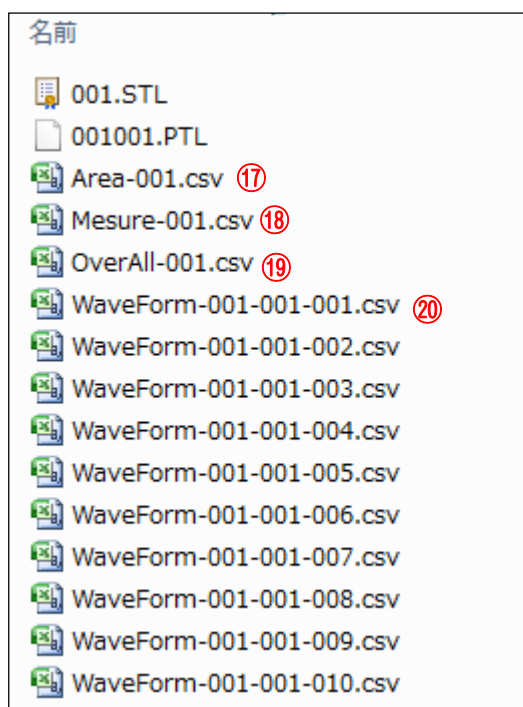 名前
001.STL
001001.PTL
Area-001.csv ⑰
Mesure-001.csv ⑱
OverAll-001.csv ⑲
WaveForm-001-001-001.csv ⑳
WaveForm-001-001-002.csv
WaveForm-001-001-003.csv
WaveForm-001-001-004.csv
WaveForm-001-001-005.csv
WaveForm-001-001-006.csv
WaveForm-001-001-007.csv
WaveForm-001-001-008.csv
WaveForm-001-001-009.csv
WaveForm-001-001-010.csv